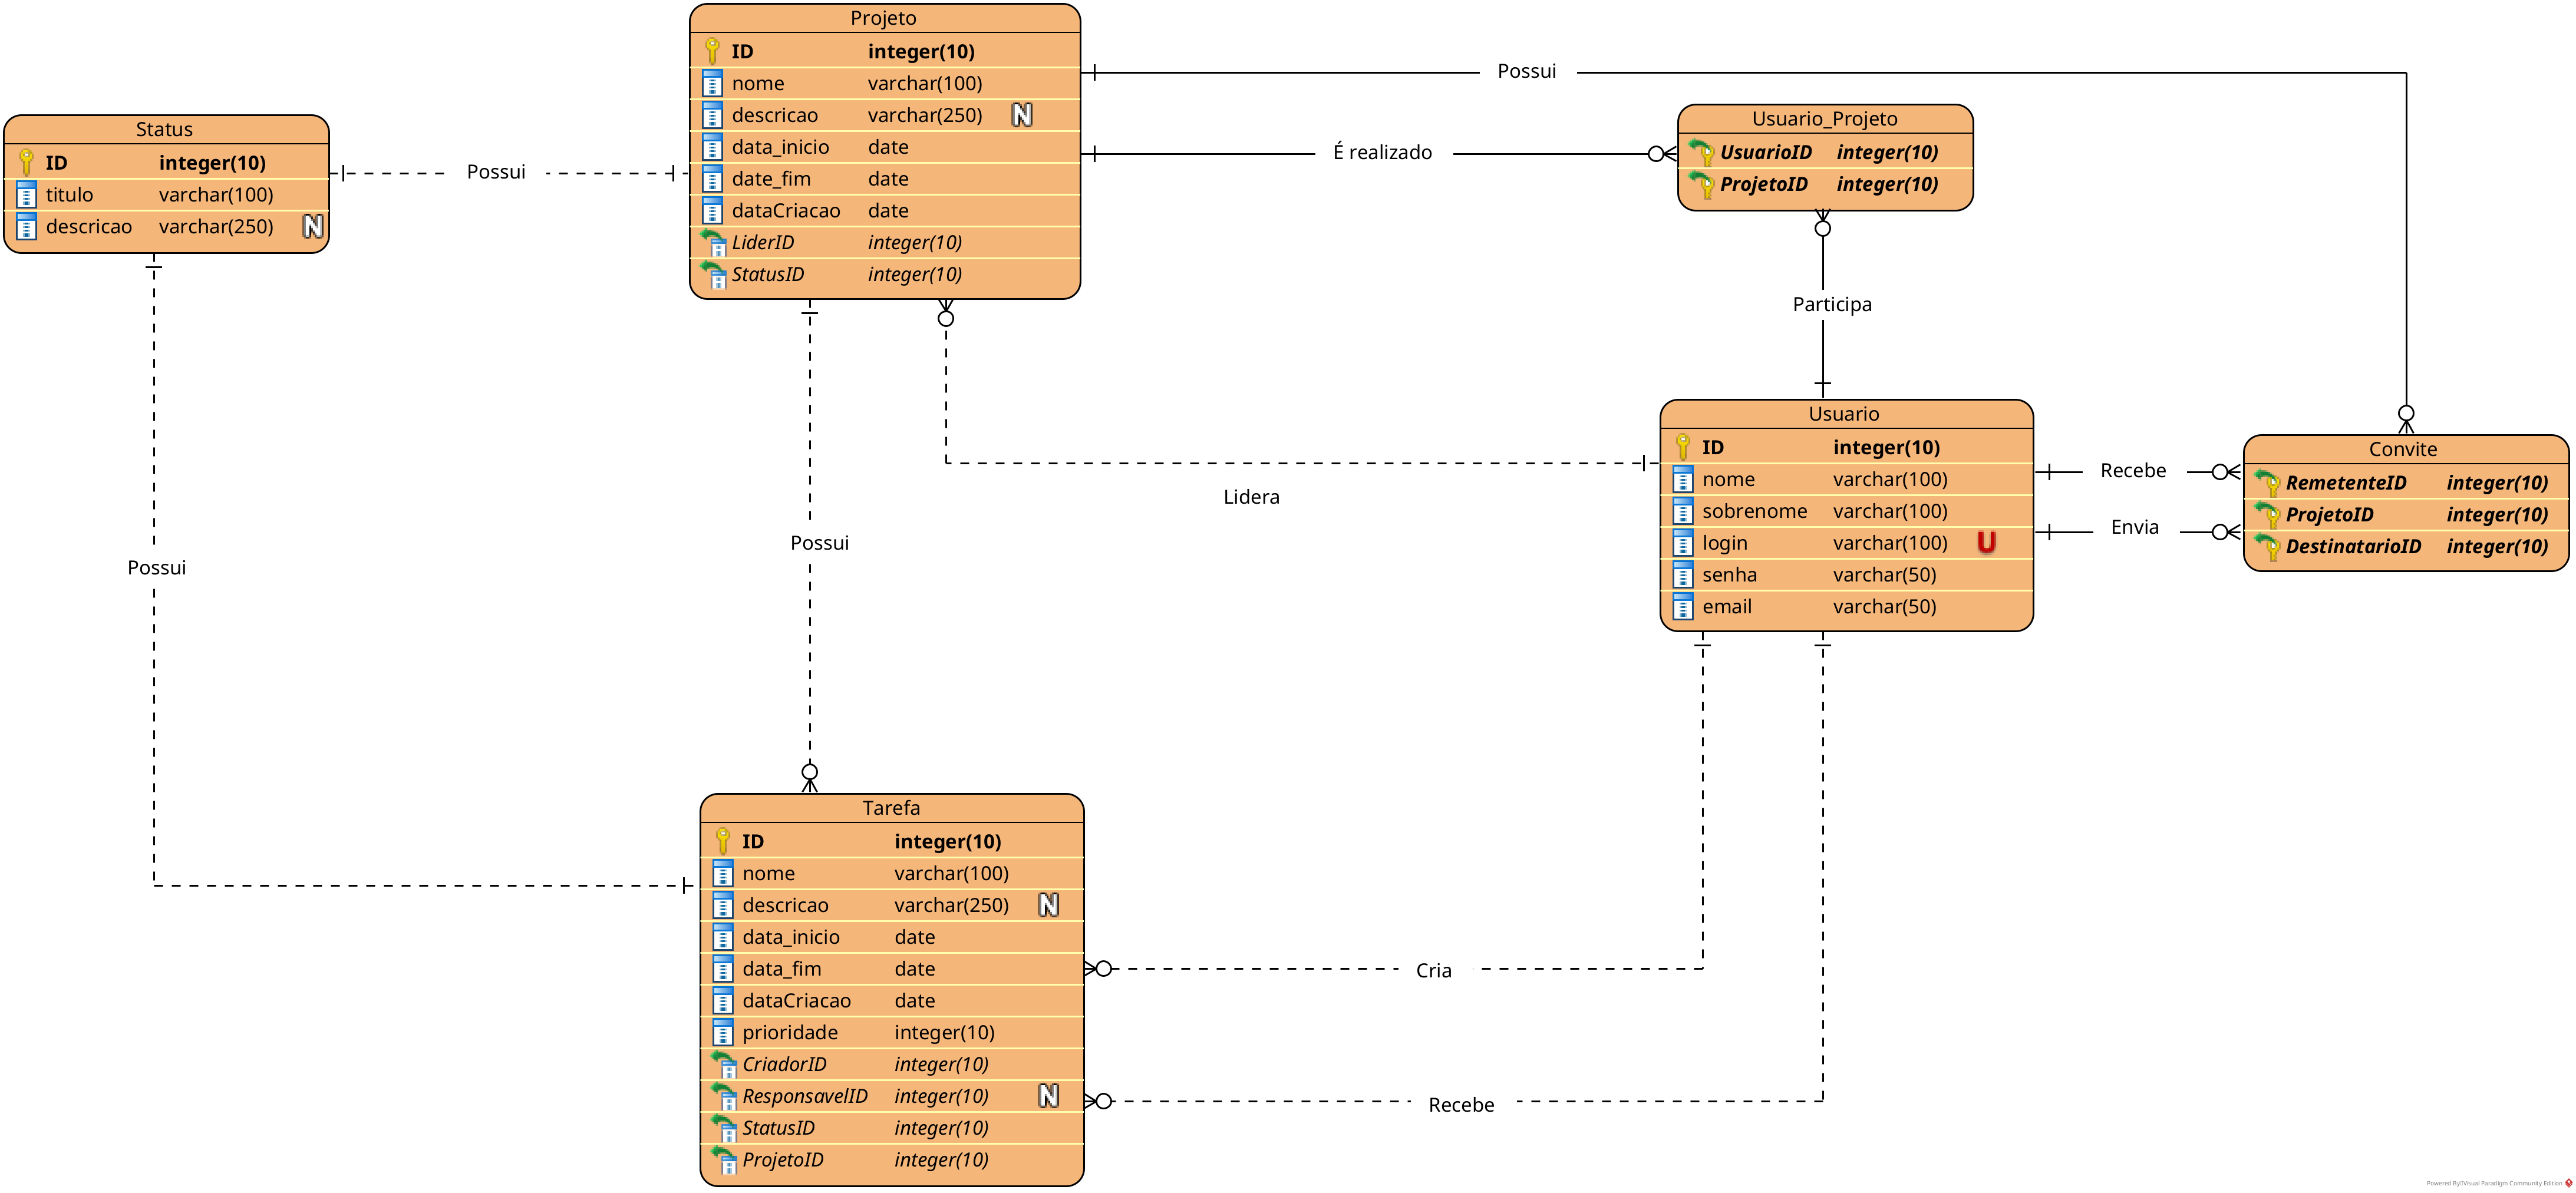 Projeto
ID integer(10)
nome varchar(100)
descricao varchar(250) N
data_inicio date
date_fim date
dataCriacao date
LiderID integer(10)
StatusID integer(10)
Status
ID integer(10)
titulo varchar(100)
descricao varchar(250) N
Possui
Possui
É realizado
Usuario_Projeto
UsuarioID integer(10)
ProjetoID integer(10)
Participa
Usuario
ID integer(10)
nome varchar(100)
sobrenome varchar(100)
login varchar(100) U
senha varchar(50)
email varchar(50)
Recebe
Envia
Convite
RemetenteID integer(10)
ProjetoID integer(10)
DestinatarioID integer(10)
Lidera
Possui
Possui
Tarefa
ID integer(10)
nome varchar(100)
descricao varchar(250) N
data_inicio date
data_fim date
dataCriacao date
prioridade integer(10)
CriadorID integer(10)
ResponsavelID integer(10) N
StatusID integer(10)
ProjetoID integer(10)
Cria
Recebe
Powered By Visual Paradigm Community Edition